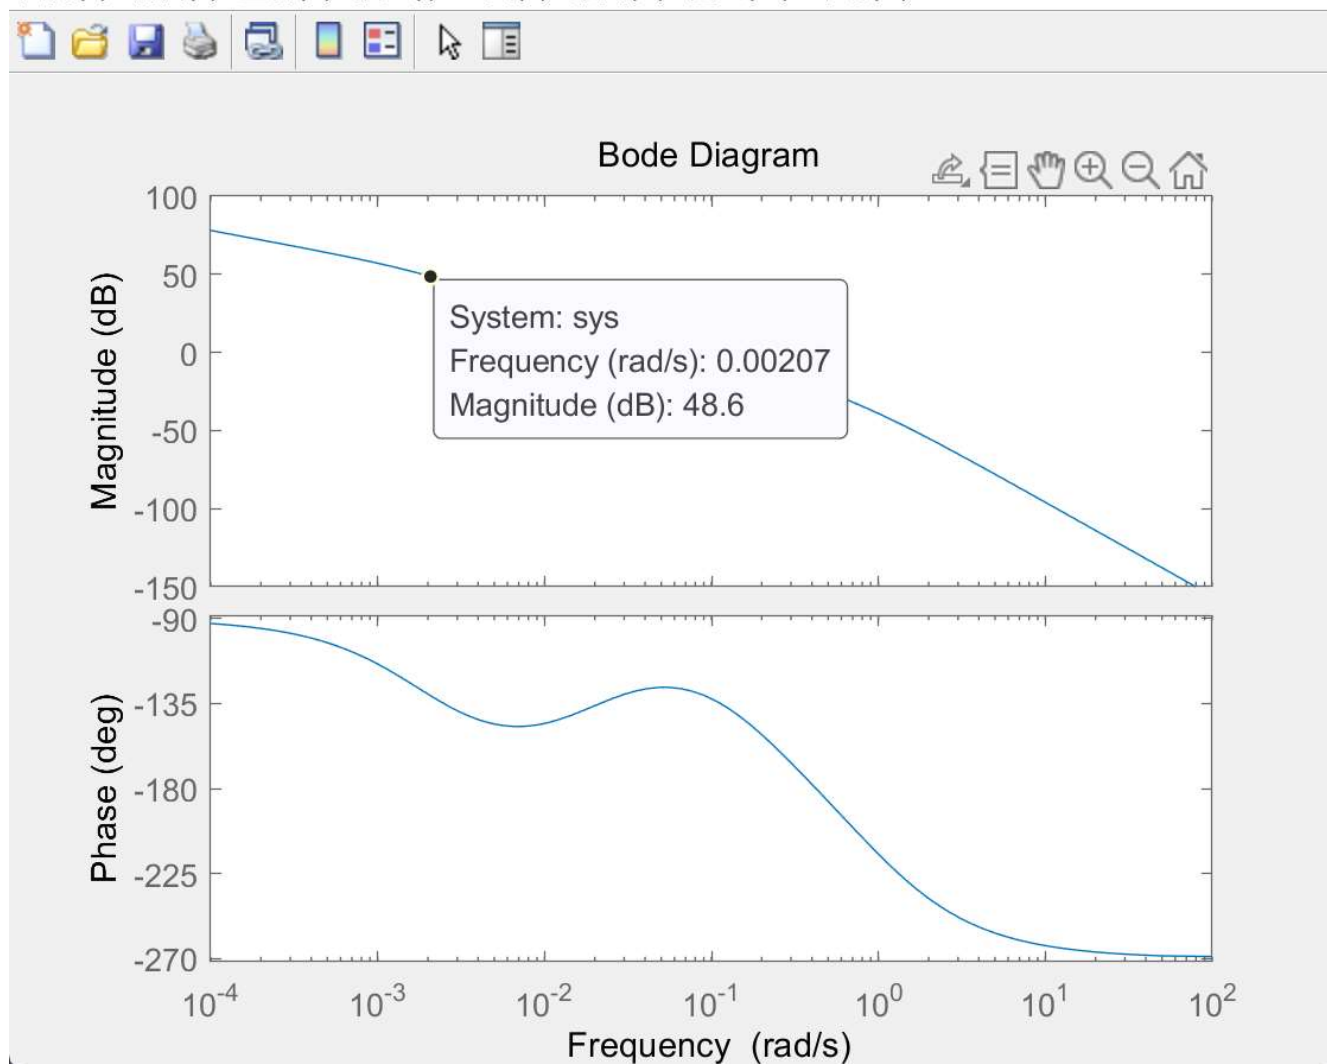 Bode Diagram
100
50
0
-50
-100
-150
Magnitude (dB)
System: sys
Frequency (rad/s): 0.00207
Magnitude (dB): 48.6
-90
-135
-180
-225
-270
Phase (deg)
10-4
10-3
10-2
10-1
100
101
102
Frequency (rad/s)